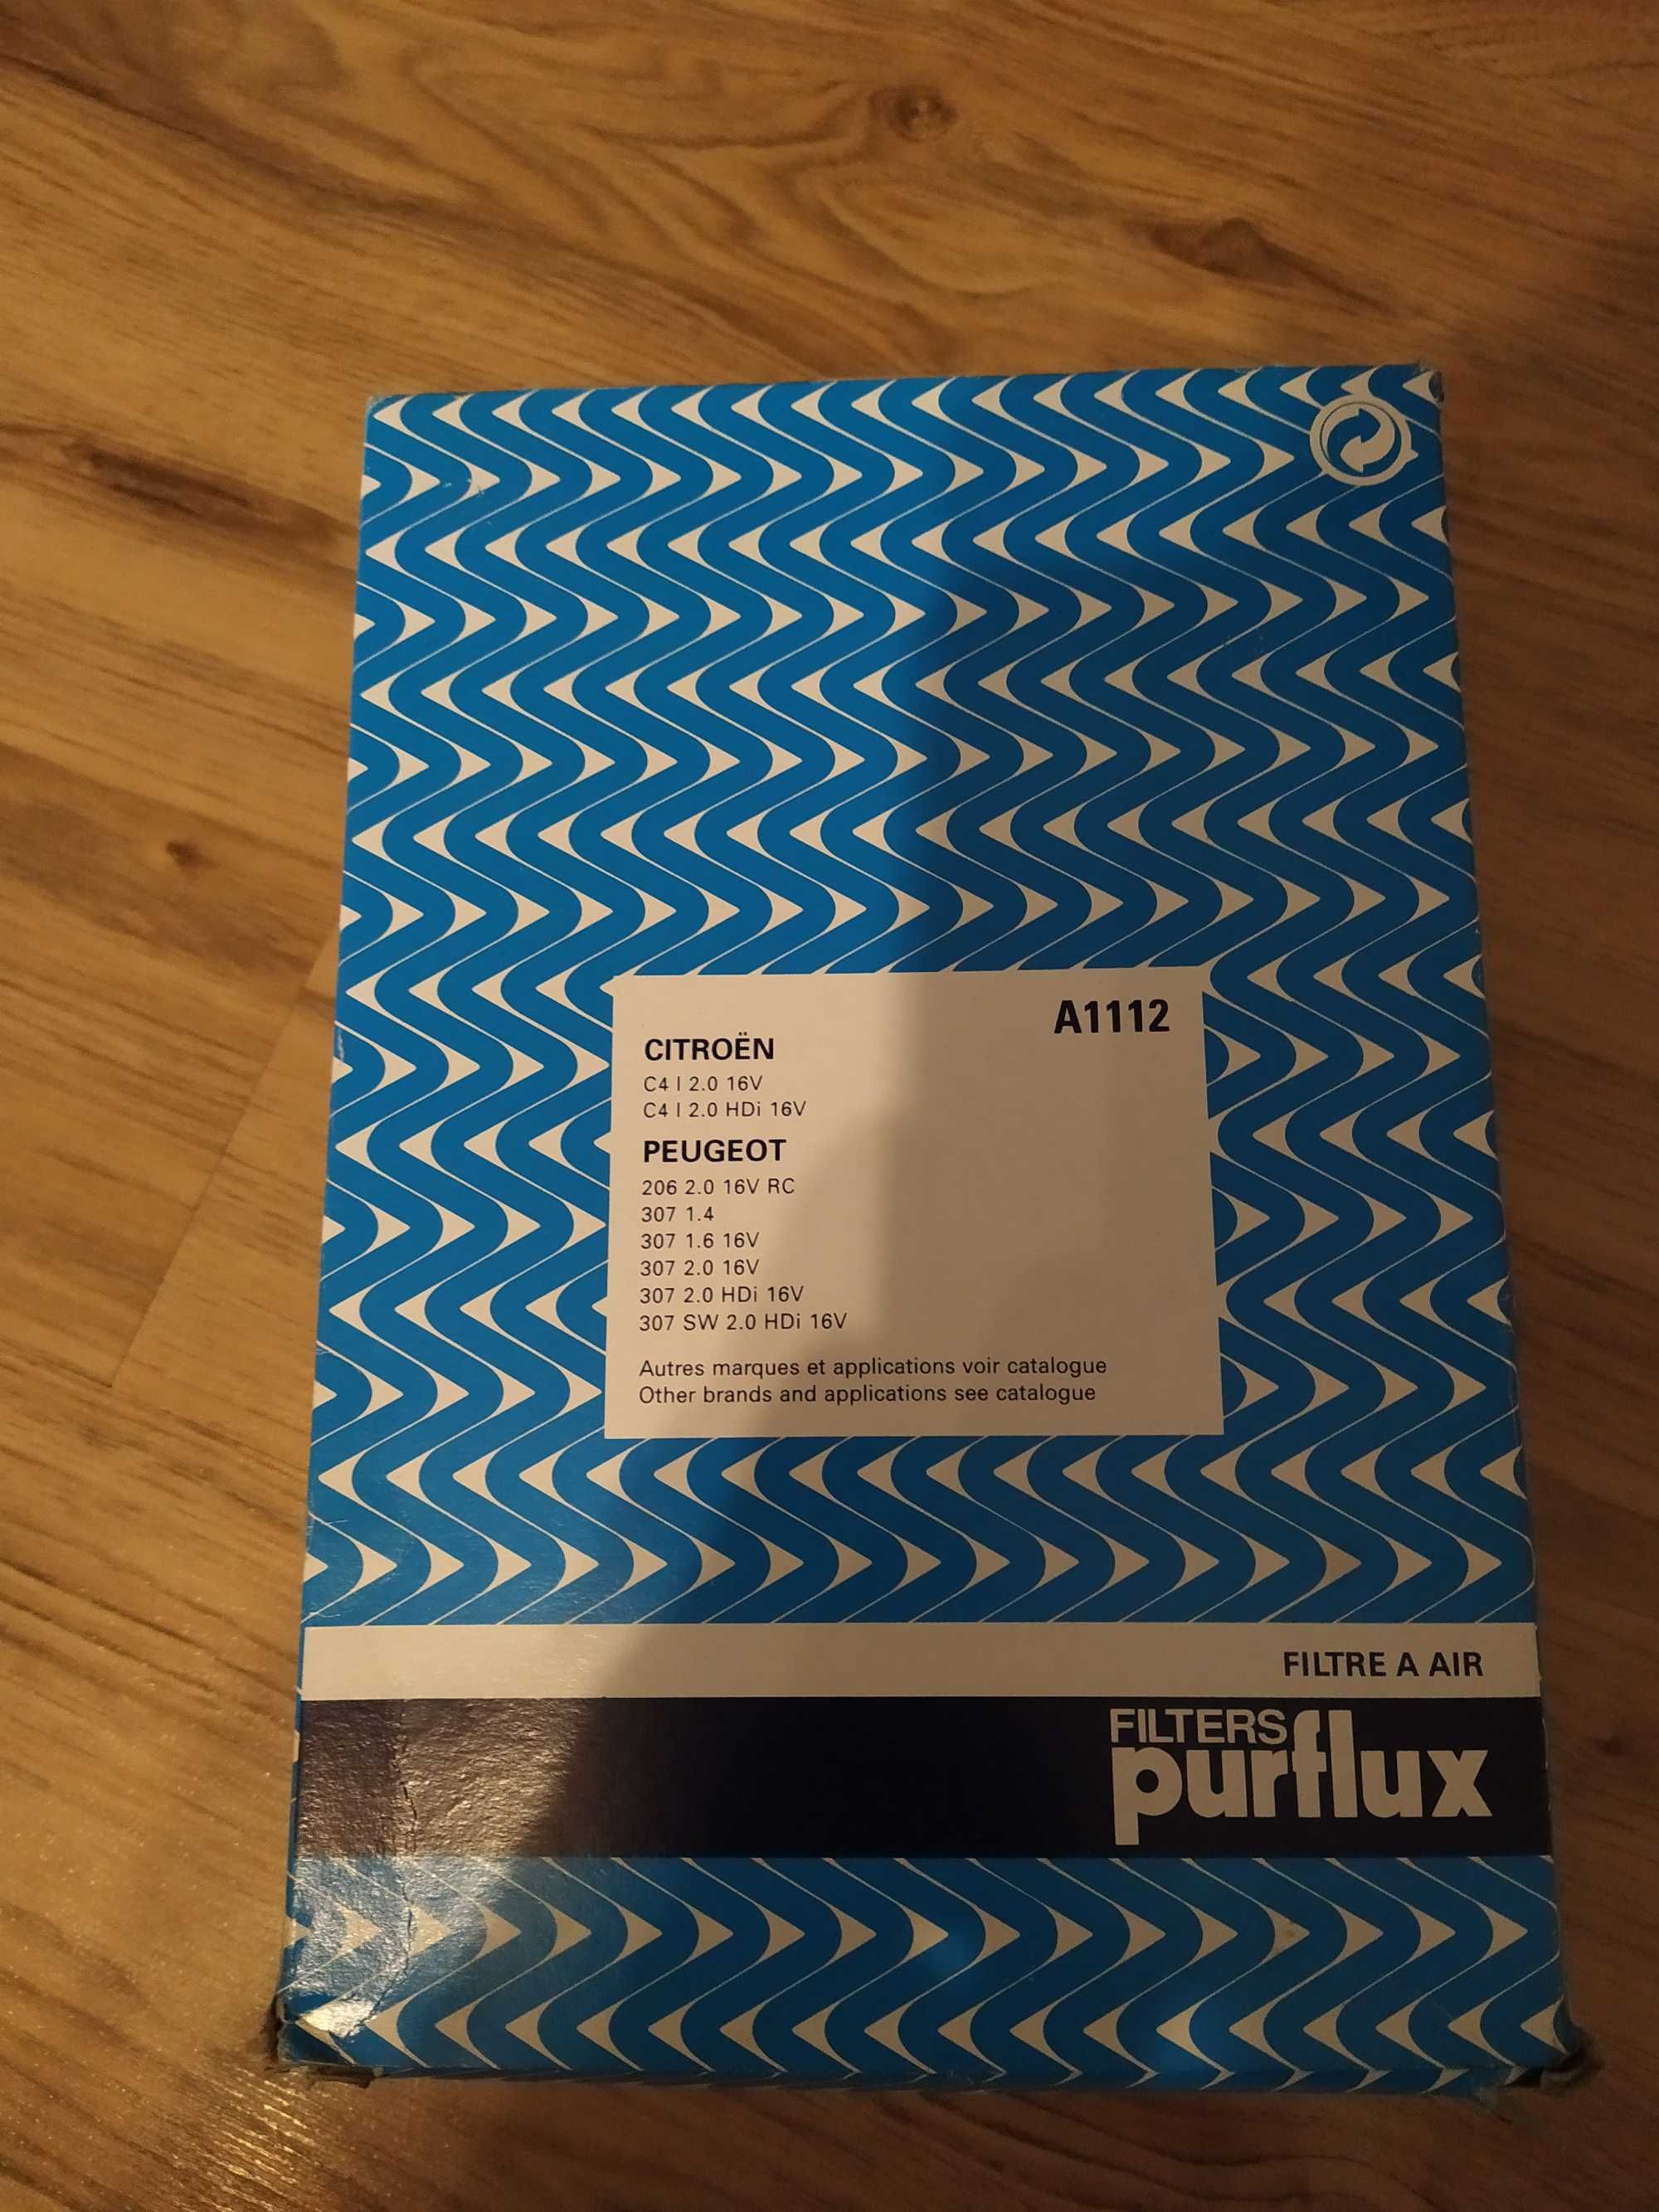 A1112
CITROËN
C4 I 2.0 16V
C4 I 2.0 HDi 16V
PEUGEOT
206 2.0 16V RC
307 1.4
307 1.6 16V
307 2.0 16V
307 2.0 HDi 16V
307 SW 2.0 HDi 16V
Autres marques et applications voir catalogue
Other brands and applications see catalogue
FILTRE A AIR
FILTERS
purflux